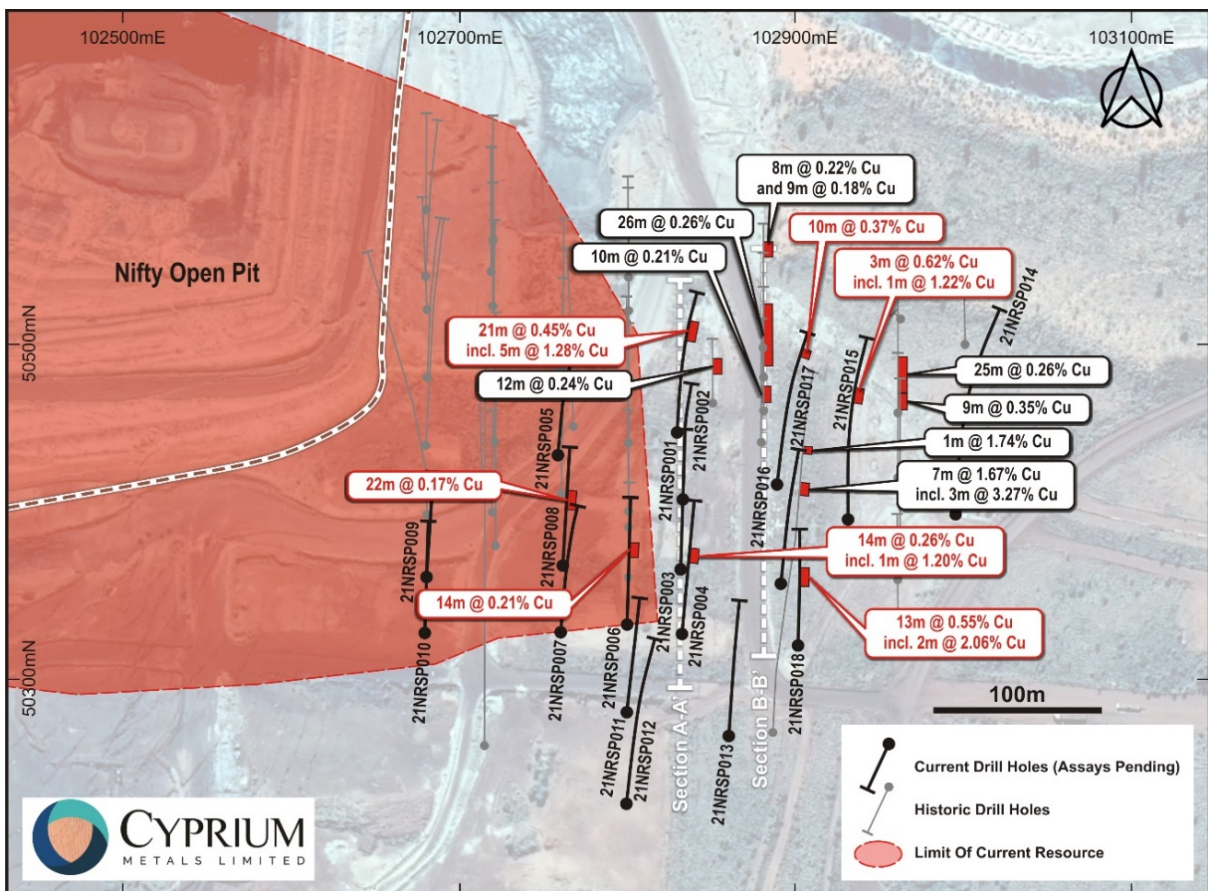 102500mE
102700mE
102900mE
103100mE
50500mN
50300mN
Nifty Open Pit
8m @ 0.22% Cu
and 9m @ 0.18% Cu
26m @ 0.26% Cu
10m @ 0.37% Cu
10m @ 0.21% Cu
3m @ 0.62% Cu
incl. 1m @ 1.22% Cu
21m @ 0.45% Cu
incl. 5m @ 1.28% Cu
12m @ 0.24% Cu
25m @ 0.26% Cu
9m @ 0.35% Cu
1m @ 1.74% Cu
7m @ 1.67% Cu
incl. 3m @ 3.27% Cu
22m @ 0.17% Cu
14m @ 0.26% Cu
incl. 1m @ 1.20% Cu
14m @ 0.21% Cu
13m @ 0.55% Cu
incl. 2m @ 2.06% Cu
21NRSP014
21NRSP015
21NRSP017
21NRSP005
21NRSP002
21NRSP001
21NRSP016
21NRSP008
21NRSP009
21NRSP003
21NRSP004
21NRSP010
21NRSP007
21NRSP006
21NRSP018
21NRSP011
21NRSP012
21NRSP013
Section A-A'
Section B-B'
100m
Current Drill Holes (Assays Pending)
Historic Drill Holes
Limit Of Current Resource
CYPRIUM
METALS LIMITED